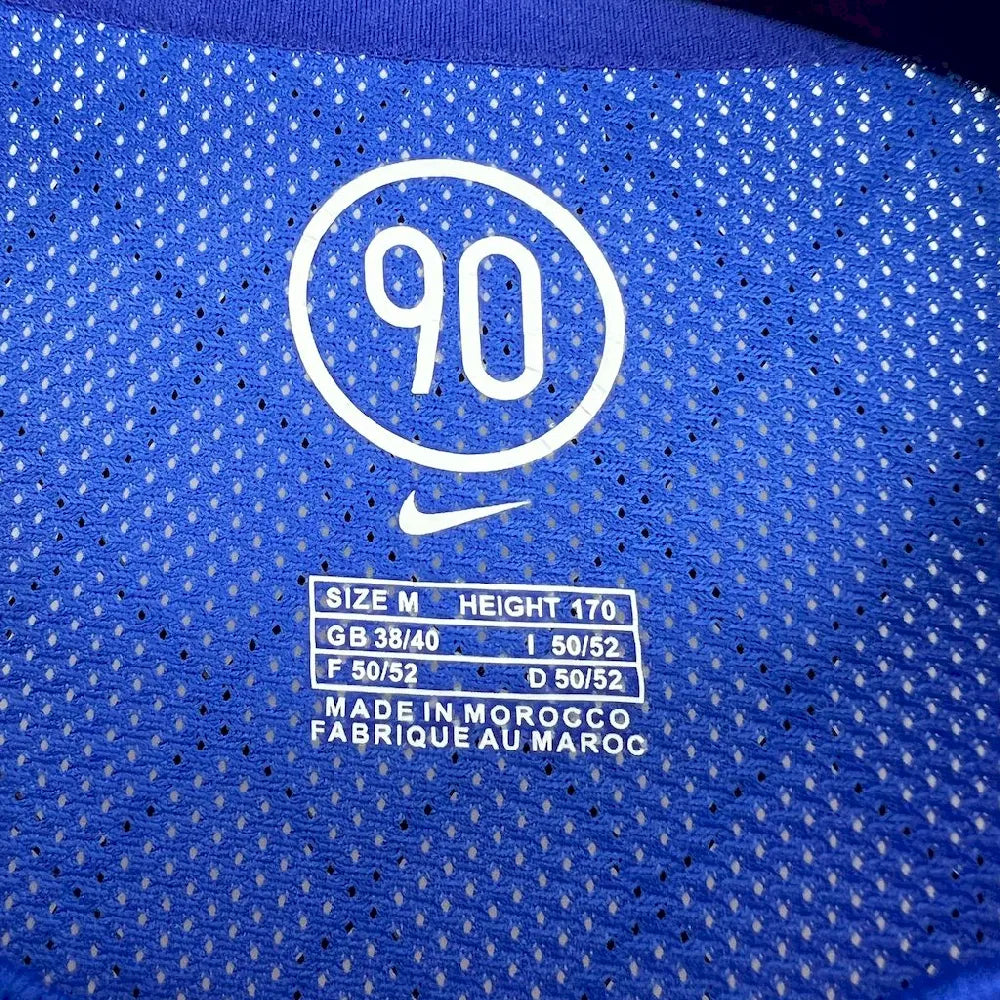 90
SIZE M HEIGHT 170
GB 38/40 I 50/52
F 50/52 D 50/52
MADE IN MOROCCO
FABRIQUE AU MAROC